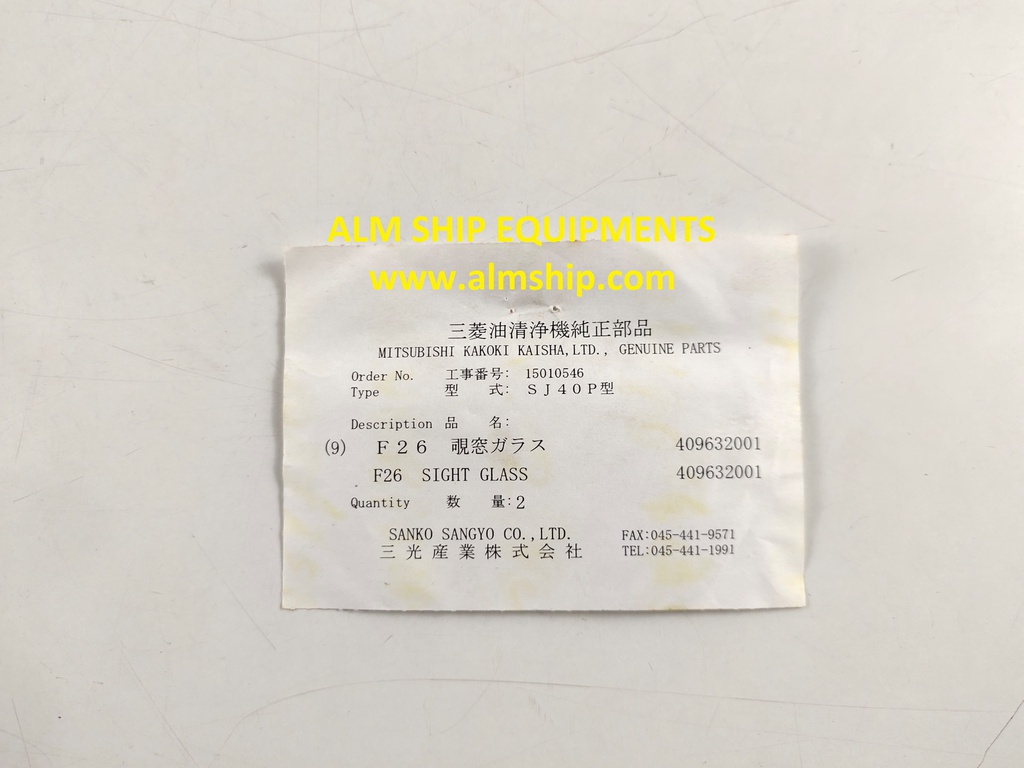 ALM SHIP EQUIPMENTS
www.almship.com
三菱油清浄機純正部品
MITSUBISHI KAKOKI KAISHA,LTD., GENUINE PARTS
Order No. 工事番号: 15010546
Type 型 式: ＳＪ４０Ｐ型
Description 品 名:
(9) Ｆ２６ 覗窓ガラス 409632001
F26 SIGHT GLASS 409632001
Quantity 数 量:2
SANKO SANGYO CO.,LTD. FAX:045-441-9571
三光産業株式会社 TEL:045-441-1991